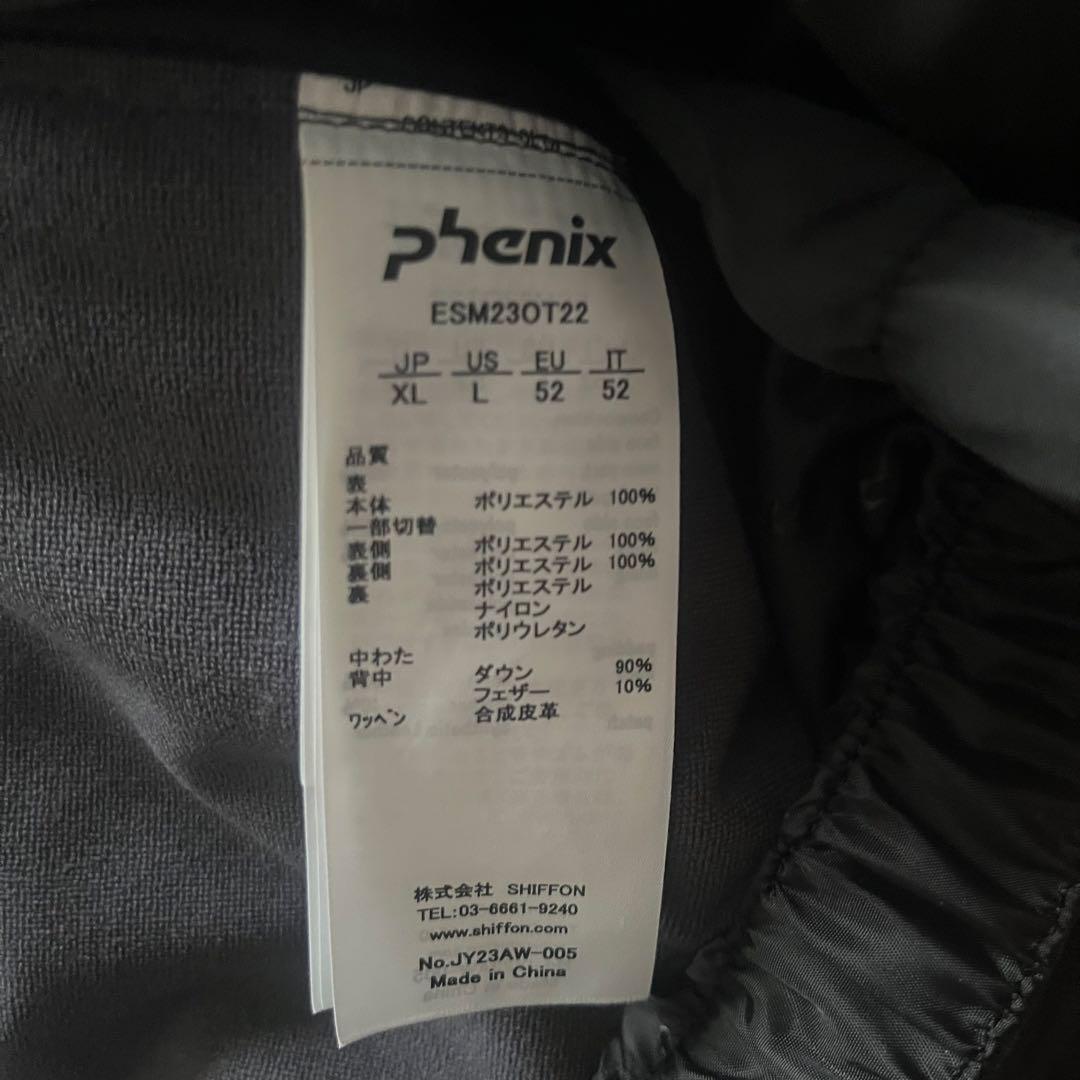 JP
phenix
ESM23OT22
JP US EU IT
XL L 52 52
品質
表
本体 ポリエステル 100%
一部切替
表側 ポリエステル 100%
裏側 ポリエステル 100%
裏 ポリエステル
ナイロン
ポリウレタン
中わた
背中 ダウン 90%
フェザー 10%
ワッペン 合成皮革
株式会社 SHIFFON
TEL:03-6661-9240
www.shiffon.com
No.JY23AW-005
Made in China